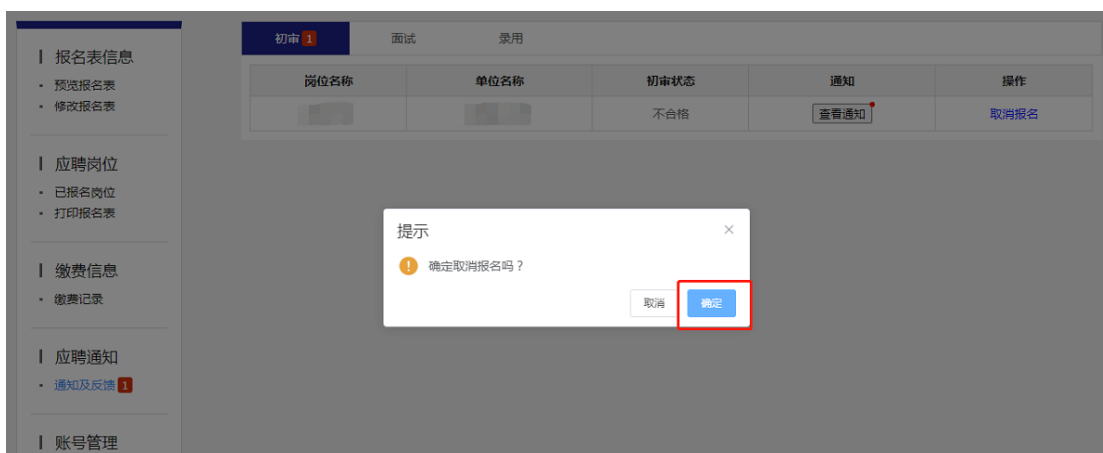 报名表信息
预览报名表
修改报名表
应聘岗位
已报名岗位
打印报名表
缴费信息
缴费记录
应聘通知
通知及反馈 1
账号管理
初审 1 面试 录用
岗位名称 单位名称 初审状态 通知 操作
不合格 查看通知 取消报名
提示
确定取消报名吗？
取消 确定